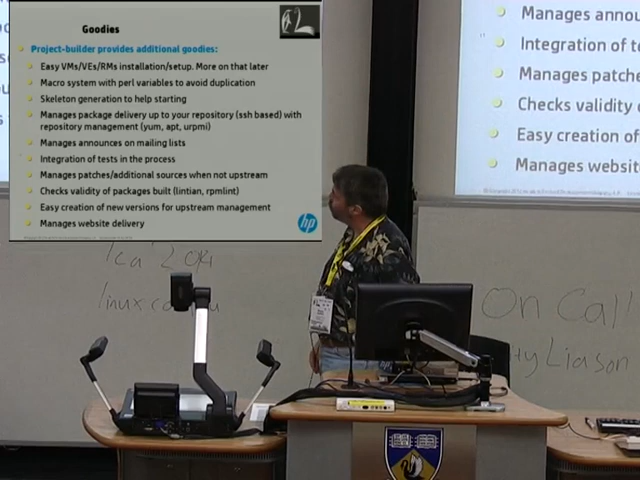 Goodies
Project-builder provides additional goodies:
Easy VMs/VEs/RMs installation/setup. More on that later
Macro system with perl variables to avoid duplication
Skeleton generation to help starting
Manages package delivery up to your repository (ssh based) with
repository management (yum, apt, urpmi)
Manages announces on mailing lists
Integration of tests in the process
Manages patches/additional sources when not upstream
Checks validity of packages built (lintian, rpmlint)
Easy creation of new versions for upstream management
Manages website delivery
hp
Manages annou
Integration of te
Manages patche
Checks validity o
Easy creation of
Manages website
On Call
Liason